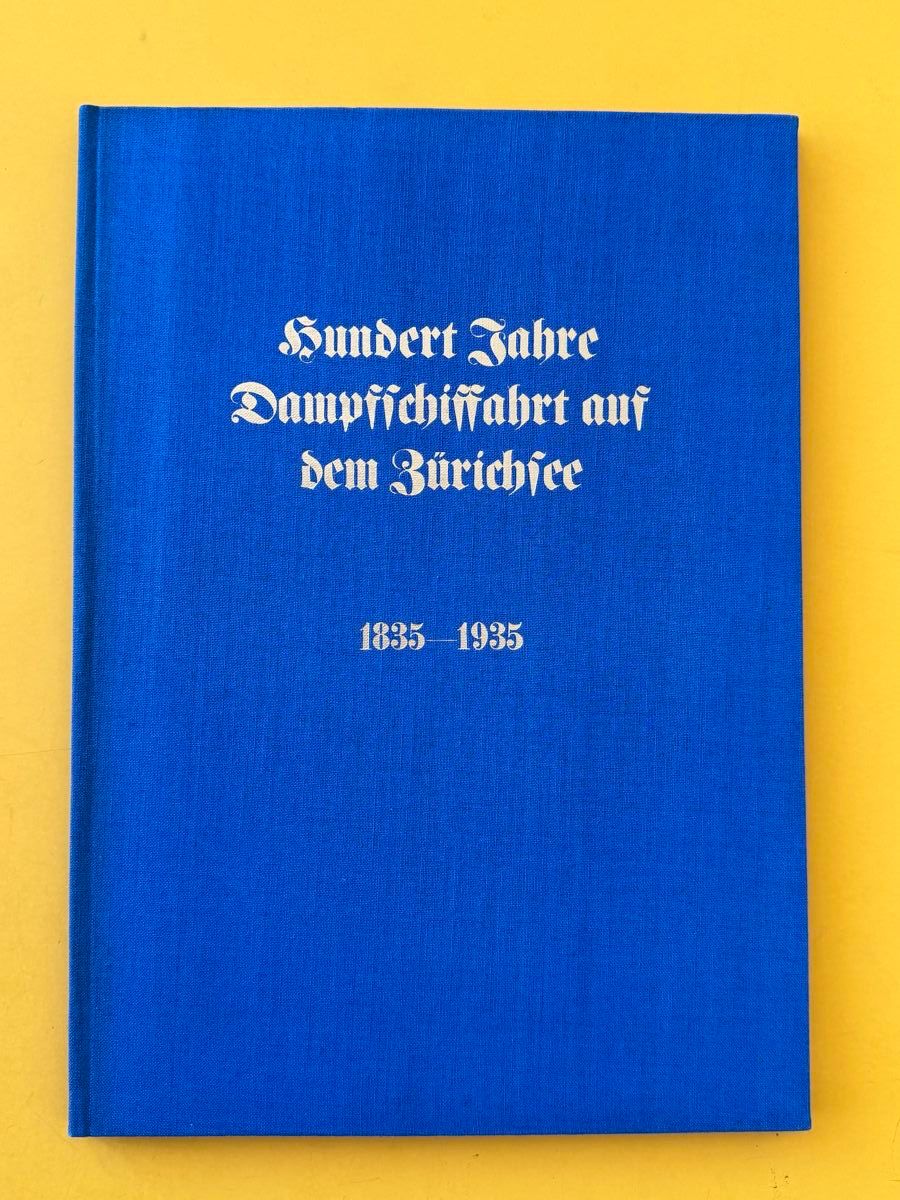 Hundert Jahre
Dampfſchiffahrt auf
dem Zürichſee
1835—1935